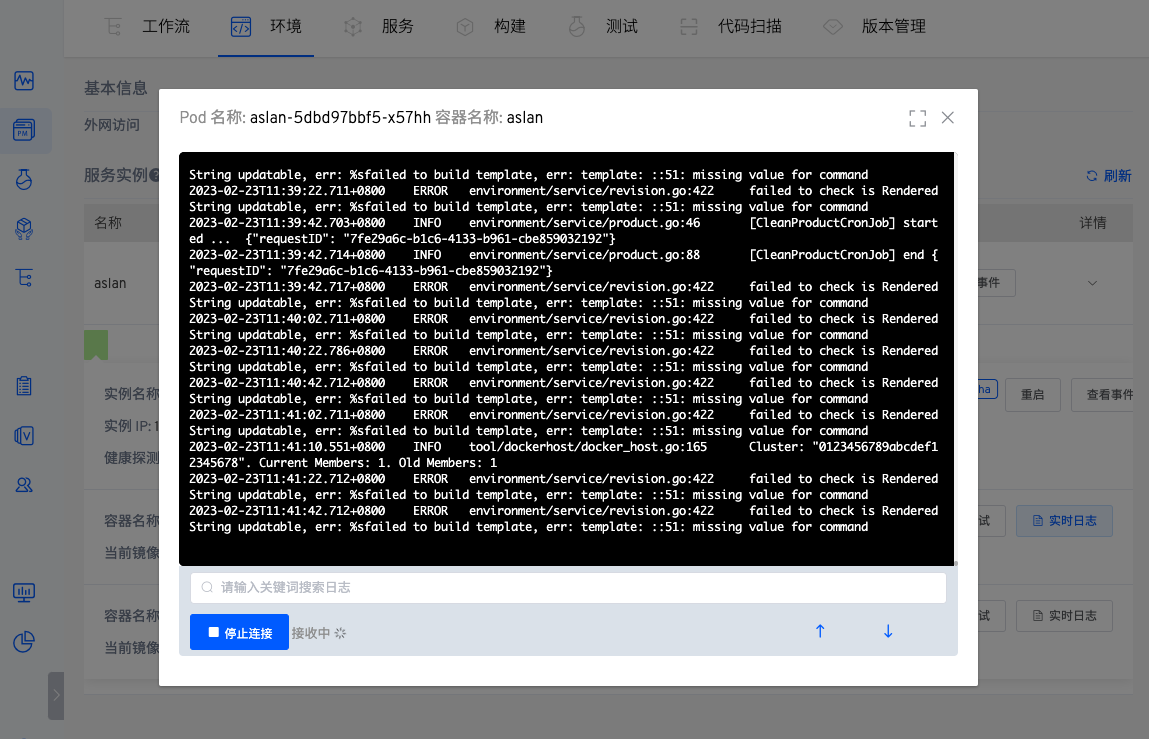 工作流 环境 服务 构建 测试 代码扫描 版本管理
基本信息
外网访问
服务实例
刷新
名称 详情
aslan 事件
实例名称 ha 重启 查看事件
实例 IP: 1
健康探测
容器名称 试 实时日志
当前镜像
容器名称 试 实时日志
当前镜像
Pod 名称: aslan-5dbd97bbf5-x57hh 容器名称: aslan
String updatable, err: %sfailed to build template, err: template: ::51: missing value for command
2023-02-23T11:39:22.711+0800 ERROR environment/service/revision.go:422 failed to check is Rendered
String updatable, err: %sfailed to build template, err: template: ::51: missing value for command
2023-02-23T11:39:42.703+0800 INFO environment/service/product.go:46 [CleanProductCronJob] start
ed ... {"requestID": "7fe29a6c-b1c6-4133-b961-cbe859032192"}
2023-02-23T11:39:42.714+0800 INFO environment/service/product.go:88 [CleanProductCronJob] end {
"requestID": "7fe29a6c-b1c6-4133-b961-cbe859032192"}
2023-02-23T11:39:42.717+0800 ERROR environment/service/revision.go:422 failed to check is Rendered
String updatable, err: %sfailed to build template, err: template: ::51: missing value for command
2023-02-23T11:40:02.711+0800 ERROR environment/service/revision.go:422 failed to check is Rendered
String updatable, err: %sfailed to build template, err: template: ::51: missing value for command
2023-02-23T11:40:22.786+0800 ERROR environment/service/revision.go:422 failed to check is Rendered
String updatable, err: %sfailed to build template, err: template: ::51: missing value for command
2023-02-23T11:40:42.712+0800 ERROR environment/service/revision.go:422 failed to check is Rendered
String updatable, err: %sfailed to build template, err: template: ::51: missing value for command
2023-02-23T11:41:02.711+0800 ERROR environment/service/revision.go:422 failed to check is Rendered
String updatable, err: %sfailed to build template, err: template: ::51: missing value for command
2023-02-23T11:41:10.551+0800 INFO tool/dockerhost/docker_host.go:165 Cluster: "0123456789abcdef1
2345678". Current Members: 1. Old Members: 1
2023-02-23T11:41:22.712+0800 ERROR environment/service/revision.go:422 failed to check is Rendered
String updatable, err: %sfailed to build template, err: template: ::51: missing value for command
2023-02-23T11:41:42.712+0800 ERROR environment/service/revision.go:422 failed to check is Rendered
String updatable, err: %sfailed to build template, err: template: ::51: missing value for command
请输入关键词搜索日志
停止连接 接收中